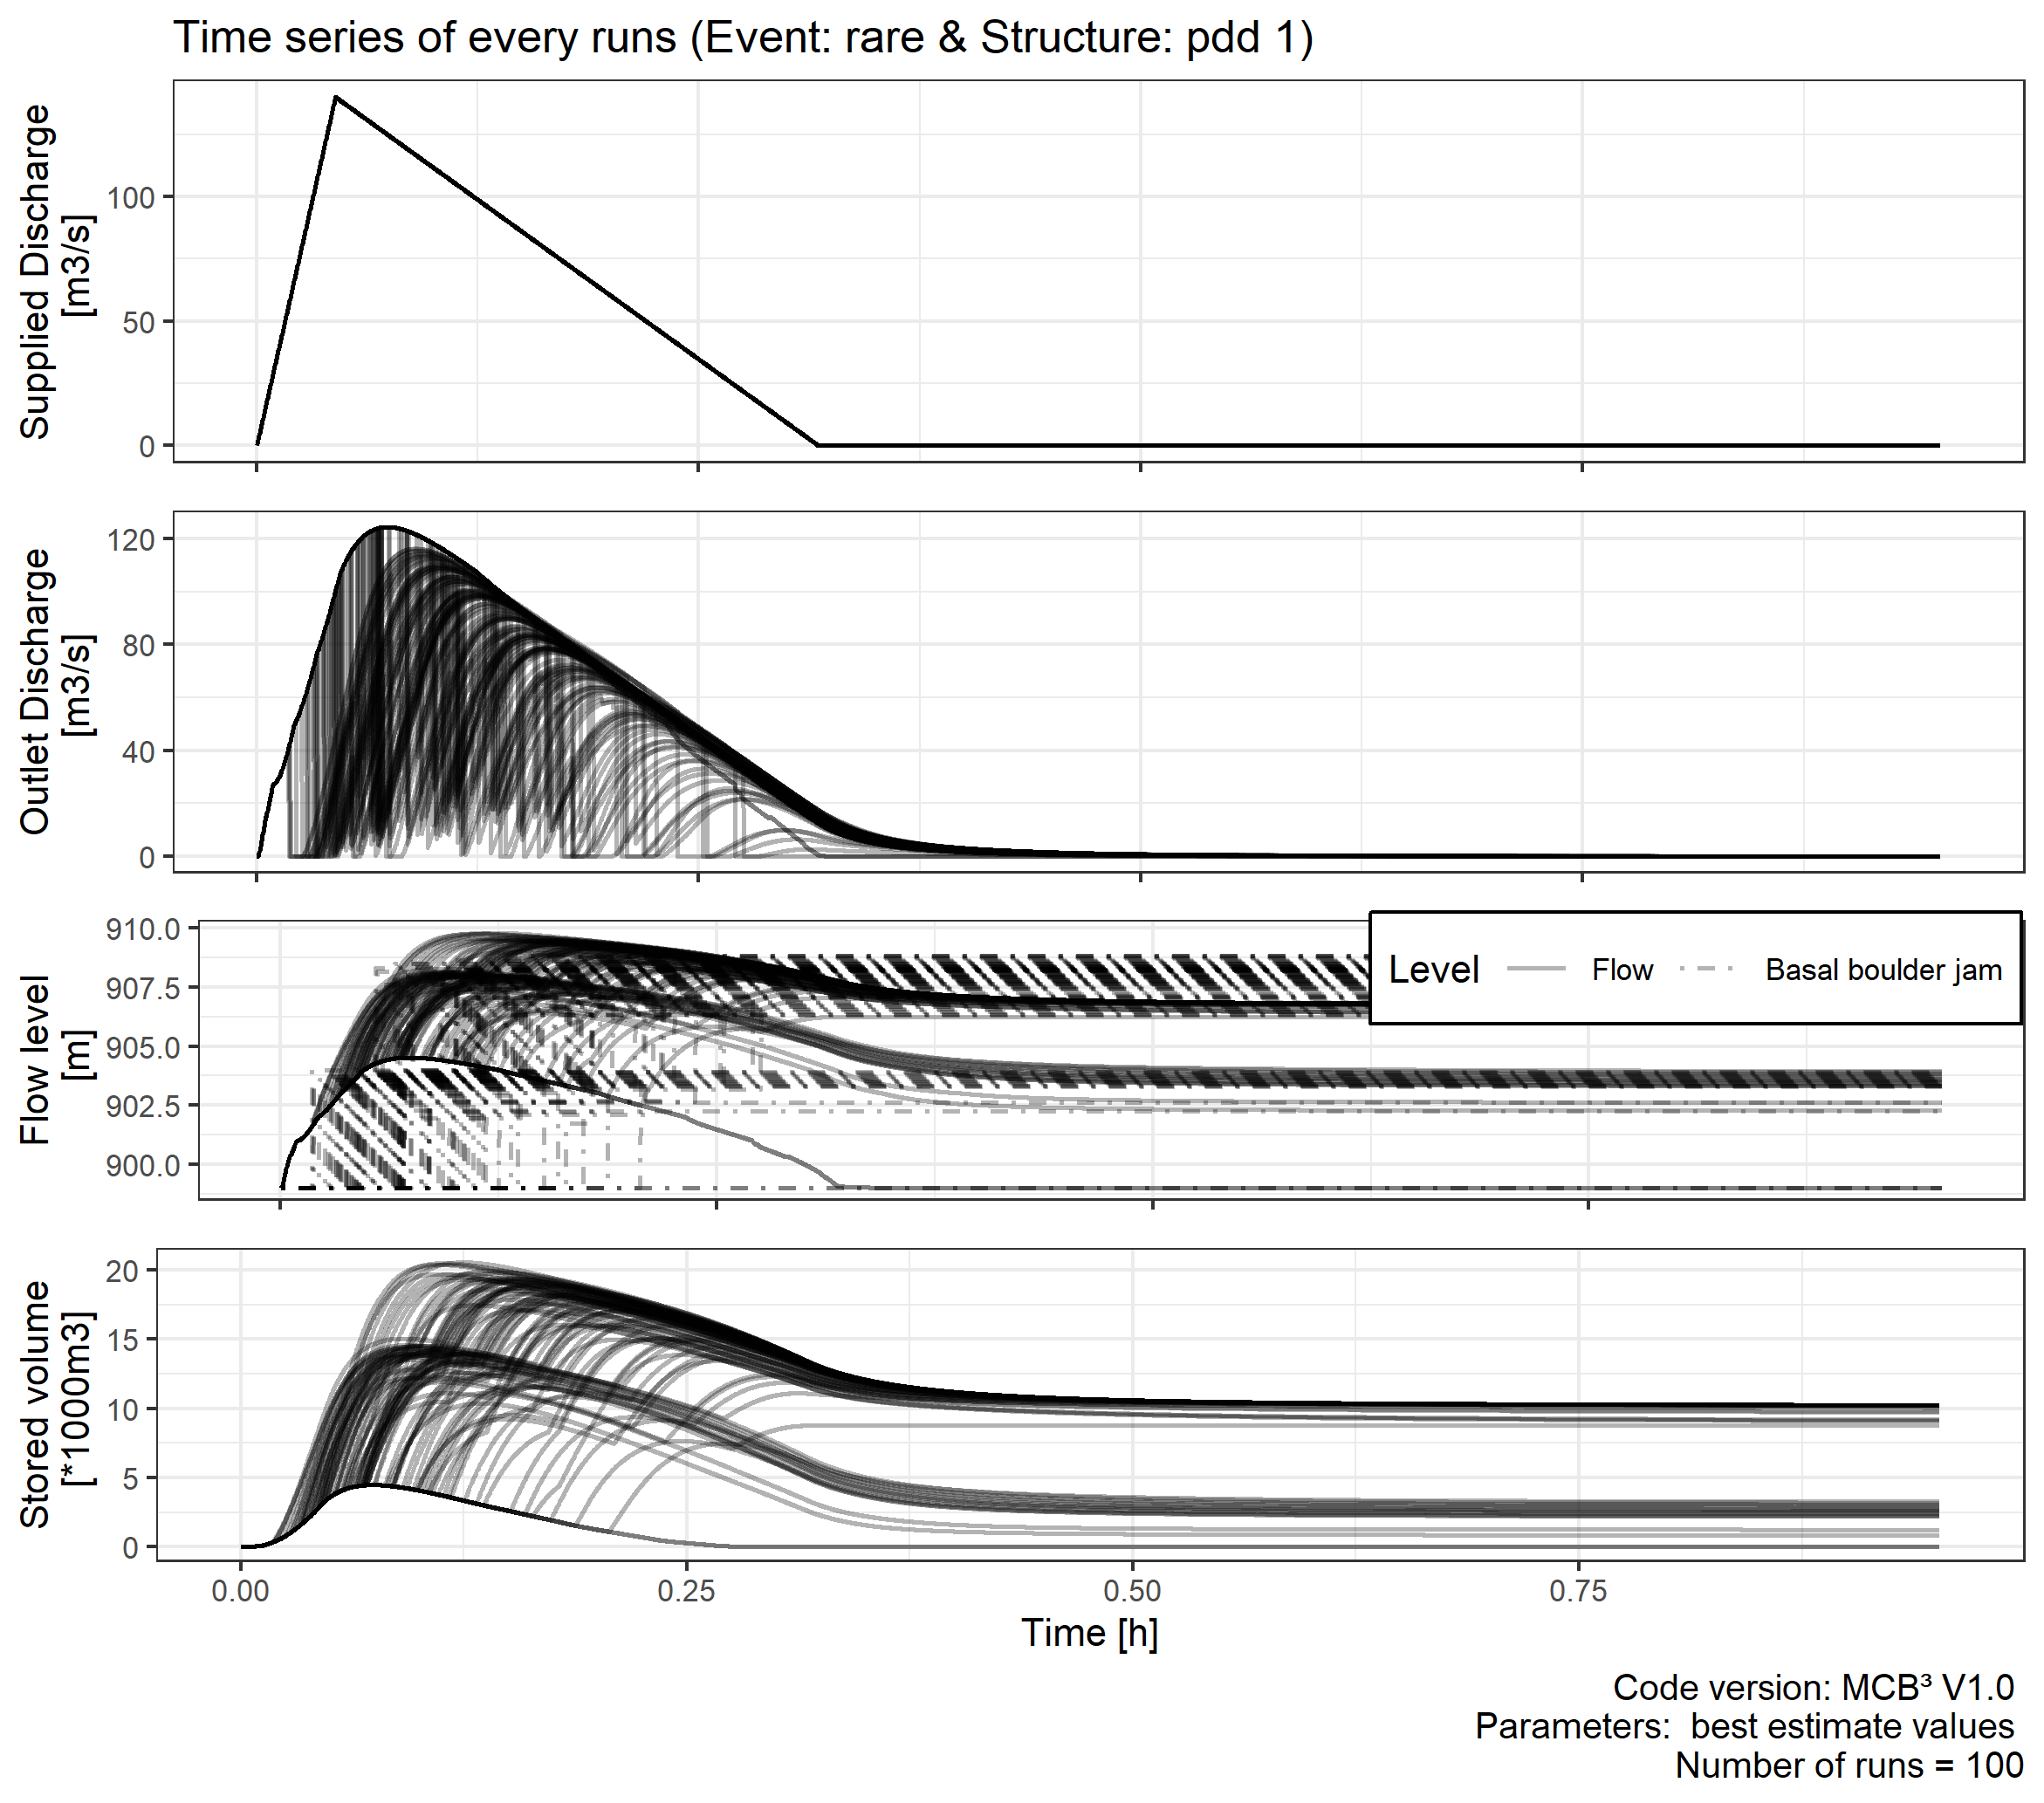 Time series of every runs (Event: rare & Structure: pdd 1)
Supplied Discharge
[m3/s]
100
50
0
Outlet Discharge
[m3/s]
120
80
40
0
Flow level
[m]
910.0
907.5
905.0
902.5
900.0
Level Flow Basal boulder jam
Stored volume
[*1000m3]
20
15
10
5
0
0.00 0.25 0.50 0.75
Time [h]
Code version: MCB³ V1.0
Parameters:  best estimate values
Number of runs = 100